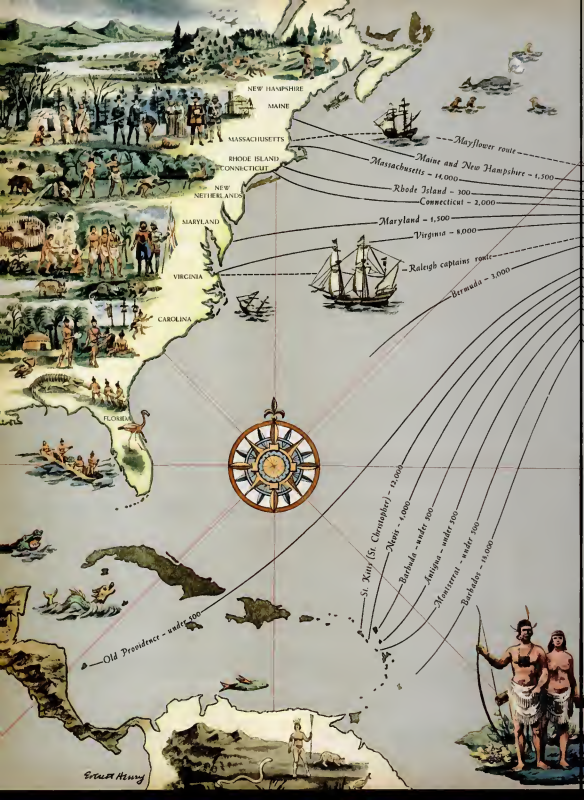 NEW HAMPSHIRE
MAINE
MASSACHUSETTS
Mayflower route
Maine and New Hampshire - 1,500
Massachusetts - 14,000
RHODE ISLAND
CONNECTICUT
Rhode Island - 300
Connecticut - 2,000
NEW
NETHERLANDS
MARYLAND
Maryland - 1,500
Virginia - 8,000
VIRGINIA
Raleigh captains route
Bermuda - 3,000
CAROLINA
FLORIDA
St. Kitts (St. Christopher) - 12,000
Nevis - 4,000
Barbuda - under 500
Antigua - under 500
Montserrat - under 500
Barbados - 18,000
Old Providence - under 500
Everett Henry